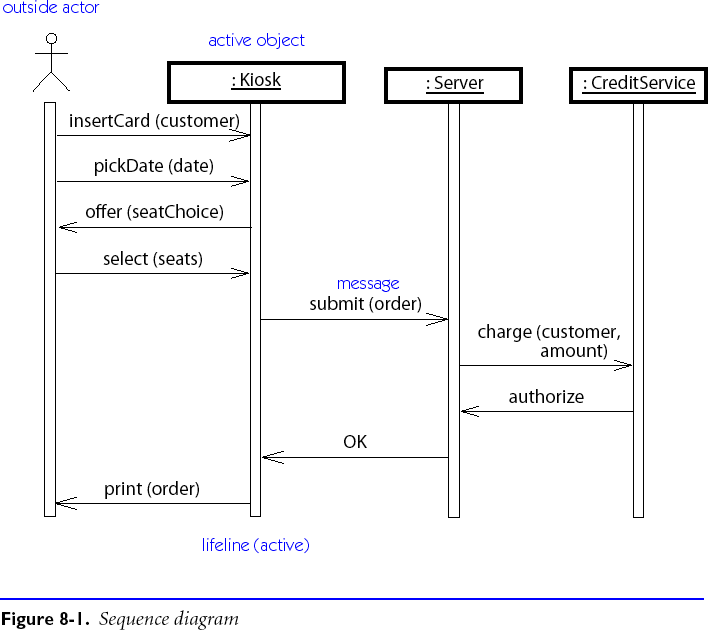 outside actor
active object
: Kiosk
: Server
: CreditService
insertCard (customer)
pickDate (date)
offer (seatChoice)
select (seats)
message
submit (order)
charge (customer,
amount)
authorize
OK
print (order)
lifeline (active)
Figure 8-1. Sequence diagram